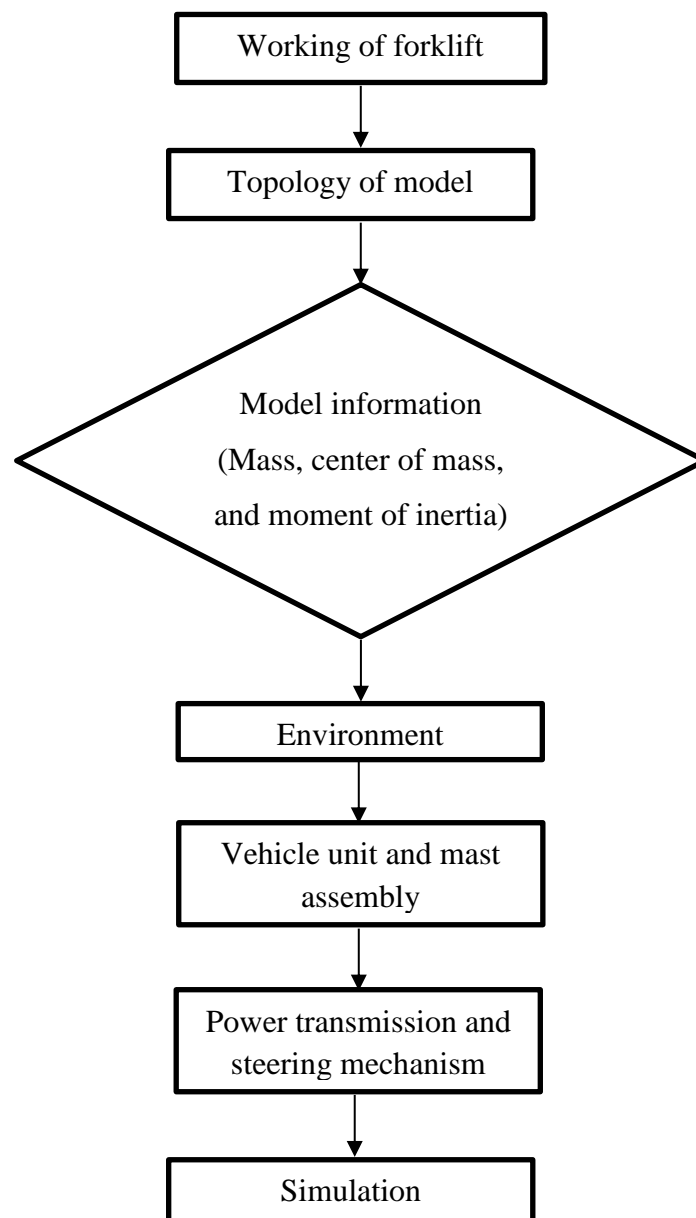 Working of forklift
Topology of model
Model information
(Mass, center of mass,
and moment of inertia)
Environment
Vehicle unit and mast
assembly
Power transmission and
steering mechanism
Simulation